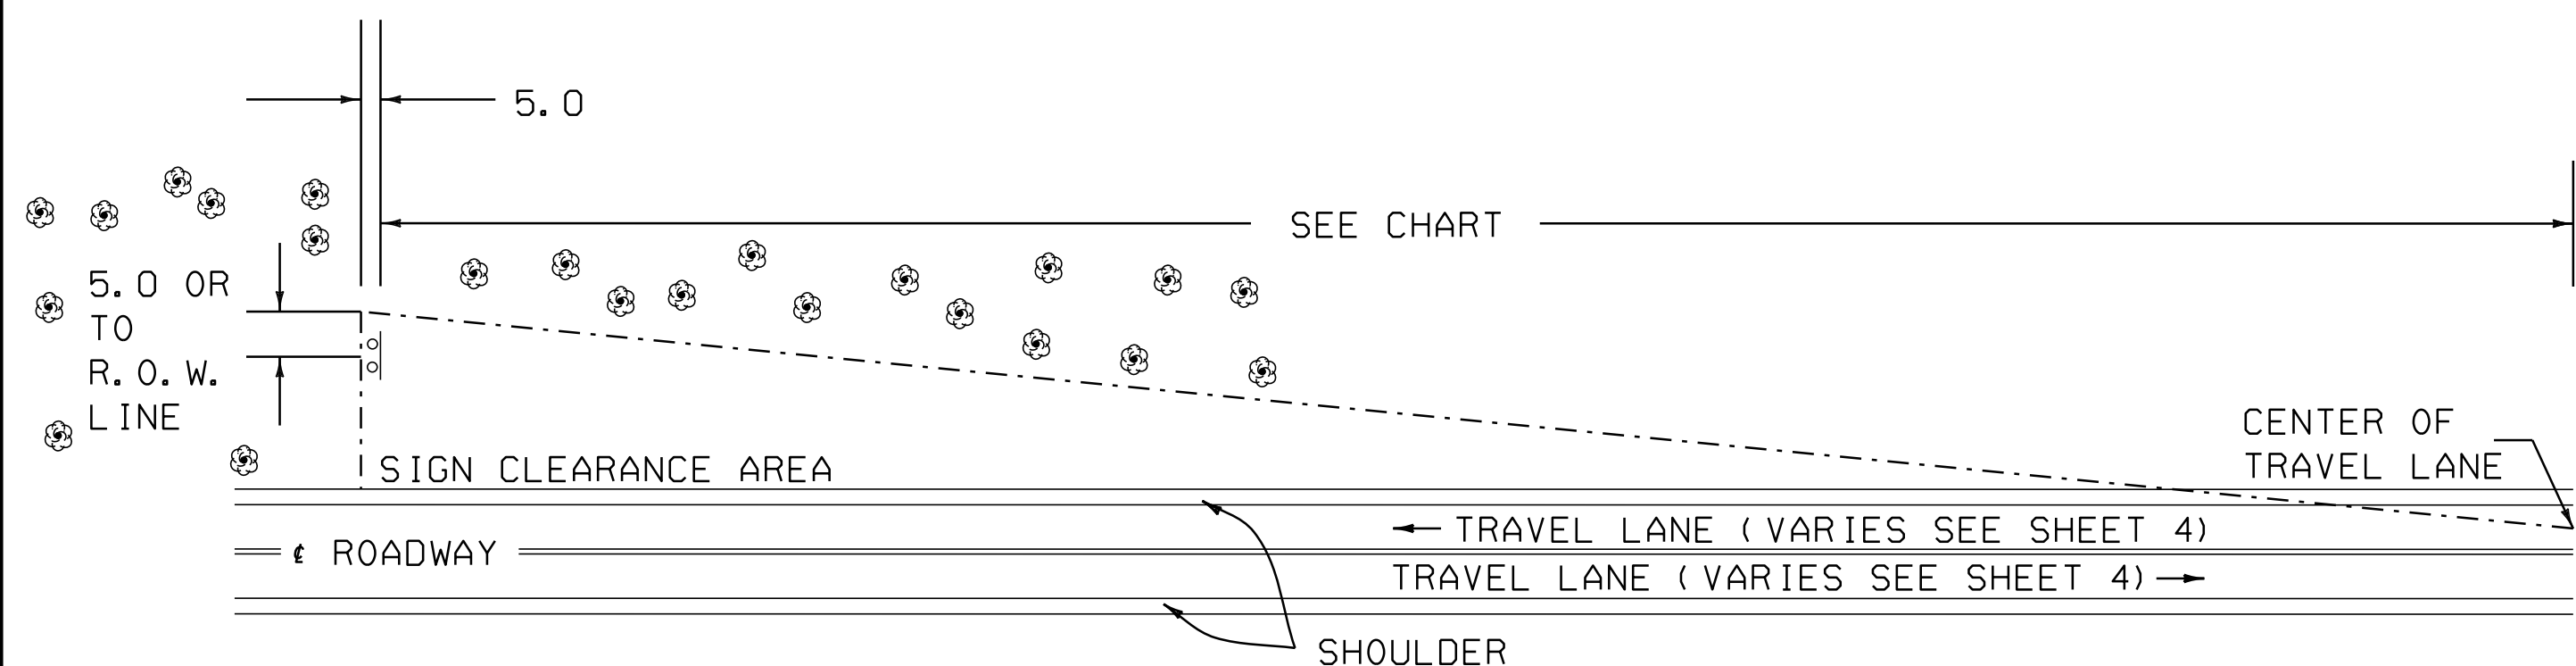 5.0
SEE CHART
5.0 OR
TO
R.O.W.
LINE
CENTER OF
TRAVEL LANE
SIGN CLEARANCE AREA
TRAVEL LANE (VARIES SEE SHEET 4)
℄ ROADWAY
TRAVEL LANE (VARIES SEE SHEET 4)
SHOULDER